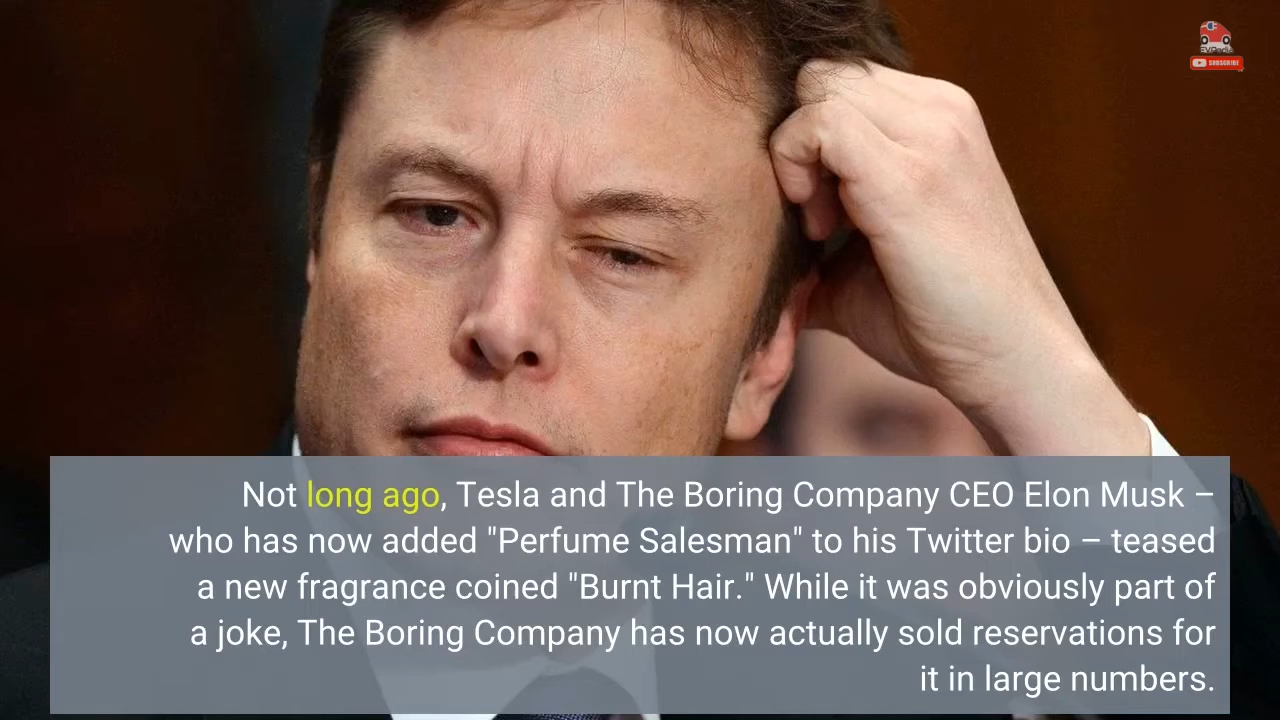 EVPedia
SUBSCRIBE
Not long ago, Tesla and The Boring Company CEO Elon Musk –
who has now added "Perfume Salesman" to his Twitter bio – teased
a new fragrance coined "Burnt Hair." While it was obviously part of
a joke, The Boring Company has now actually sold reservations for
it in large numbers.